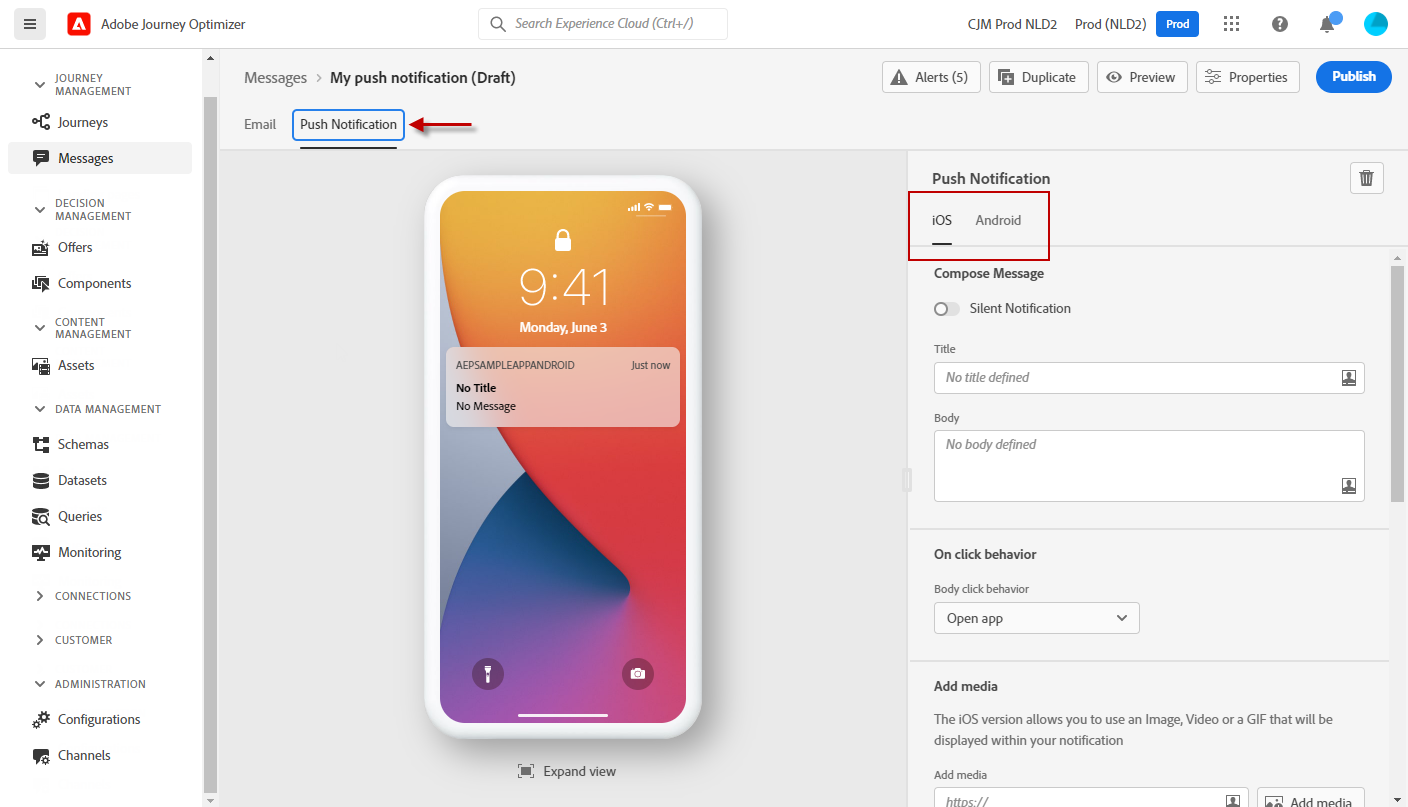 Adobe Journey Optimizer
Search Experience Cloud (Ctrl+/)
CJM Prod NLD2
Prod (NLD2)
Prod
JOURNEY
MANAGEMENT
Journeys
Messages
DECISION
MANAGEMENT
Offers
Components
CONTENT
MANAGEMENT
Assets
DATA MANAGEMENT
Schemas
Datasets
Queries
Monitoring
CONNECTIONS
CUSTOMER
ADMINISTRATION
Configurations
Channels
Messages > My push notification (Draft)
Alerts (5)
Duplicate
Preview
Properties
Publish
Email
Push Notification
9:41
Monday, June 3
AEPSAMPLEAPPANDROID
Just now
No Title
No Message
Expand view
Push Notification
iOS
Android
Compose Message
Silent Notification
Title
No title defined
Body
No body defined
On click behavior
Body click behavior
Open app
Add media
The iOS version allows you to use an Image, Video or a GIF that will be
displayed within your notification
Add media
https://
Add media